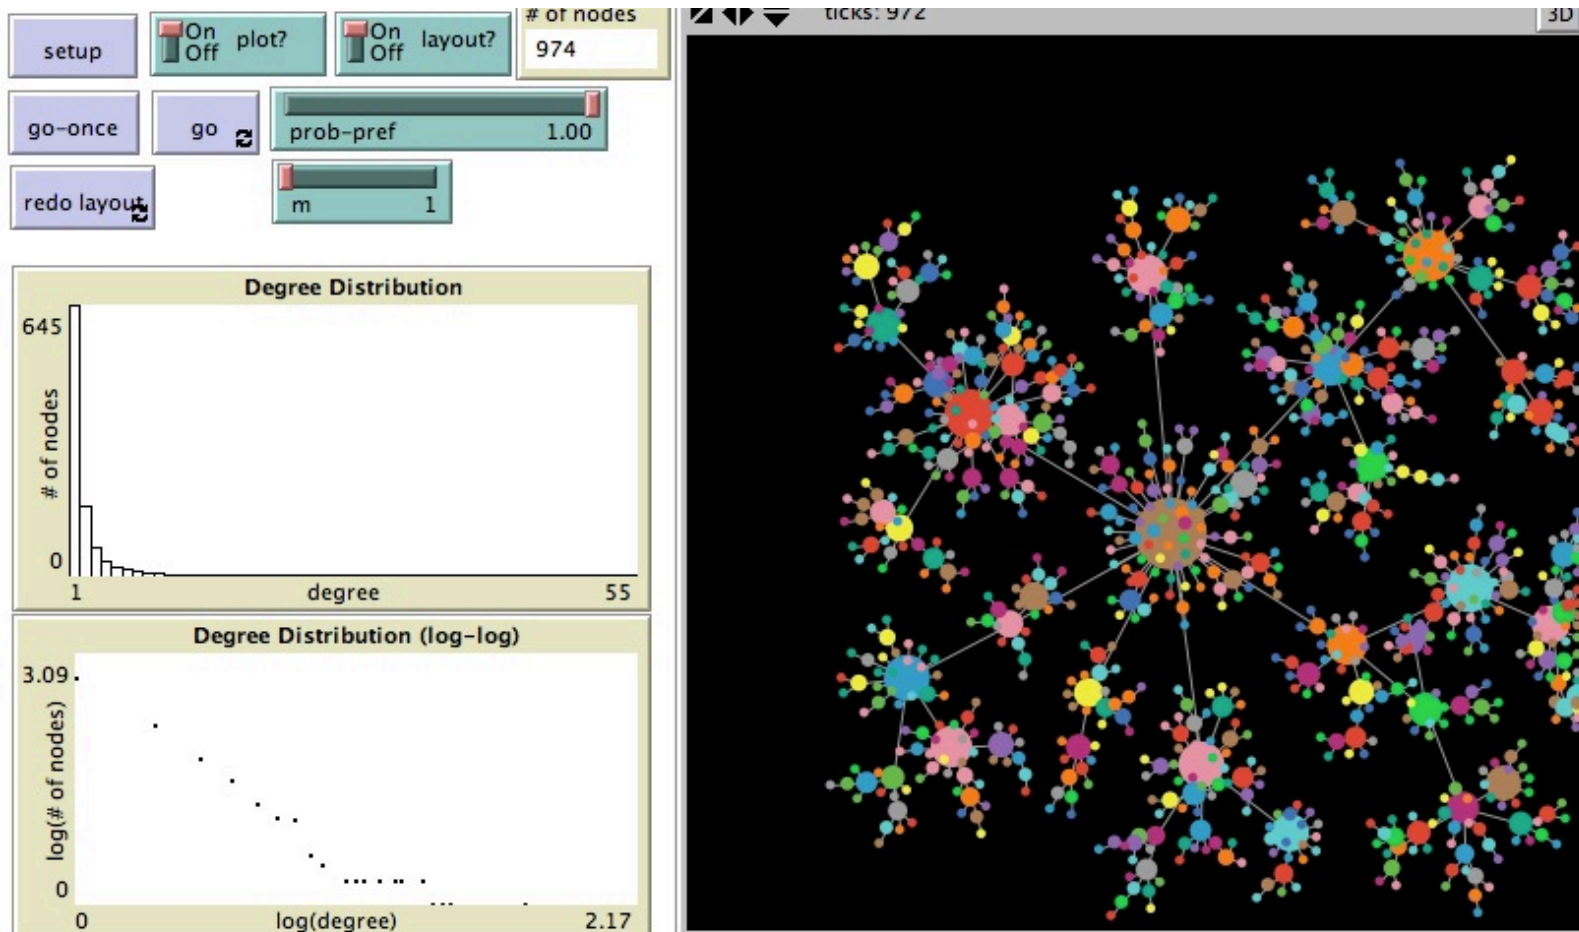 setup
On
Off
plot?
On
Off
layout?
# of nodes
974
go-once
go
prob-pref
1.00
redo layout
m
1
Degree Distribution
645
# of nodes
0
1
degree
55
Degree Distribution (log-log)
3.09
log(# of nodes)
0
0
log(degree)
2.17
ticks: 972
3D